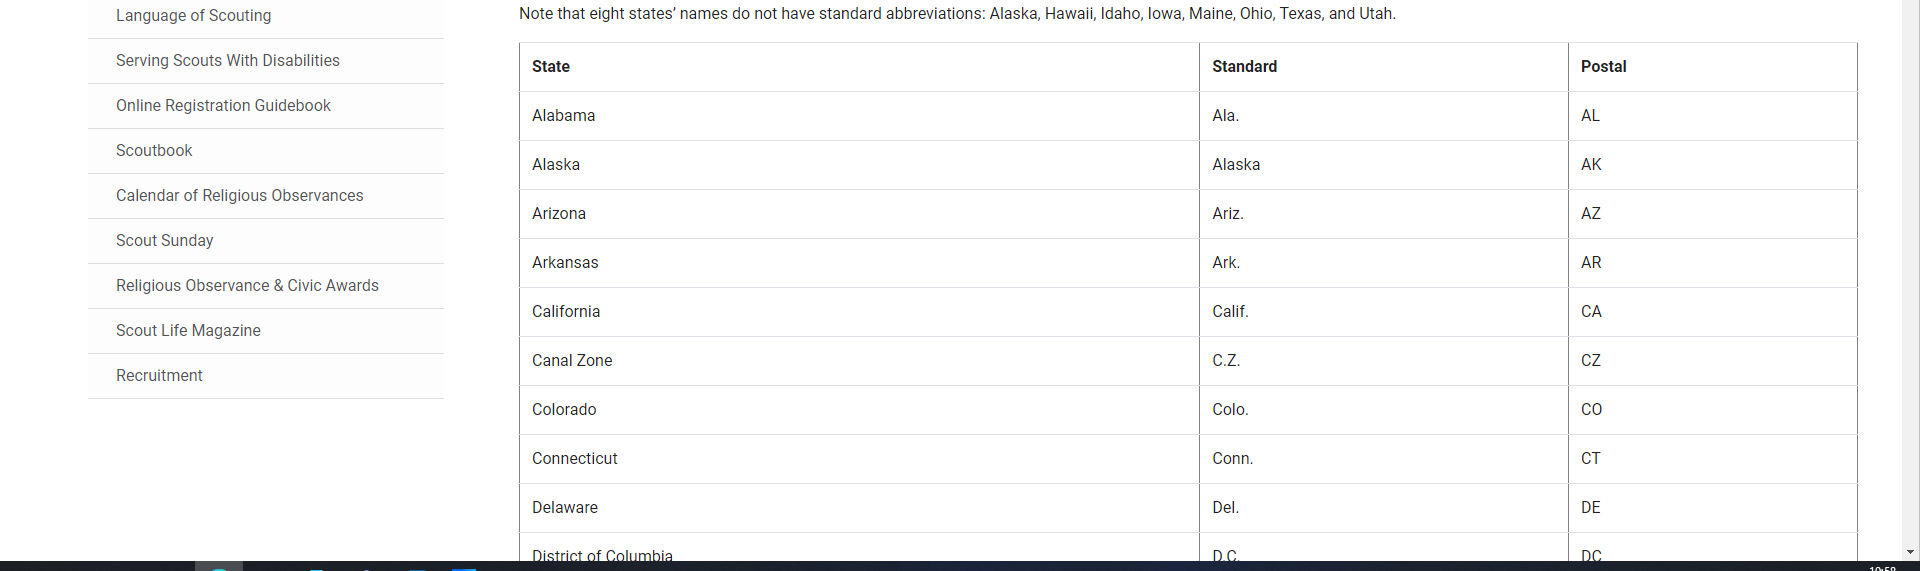 Language of Scouting
Serving Scouts With Disabilities
Online Registration Guidebook
Scoutbook
Calendar of Religious Observances
Scout Sunday
Religious Observance & Civic Awards
Scout Life Magazine
Recruitment
Note that eight states’ names do not have standard abbreviations: Alaska, Hawaii, Idaho, Iowa, Maine, Ohio, Texas, and Utah.
State Standard Postal
Alabama Ala. AL
Alaska Alaska AK
Arizona Ariz. AZ
Arkansas Ark. AR
California Calif. CA
Canal Zone C.Z. CZ
Colorado Colo. CO
Connecticut Conn. CT
Delaware Del. DE
District of Columbia D.C. DC